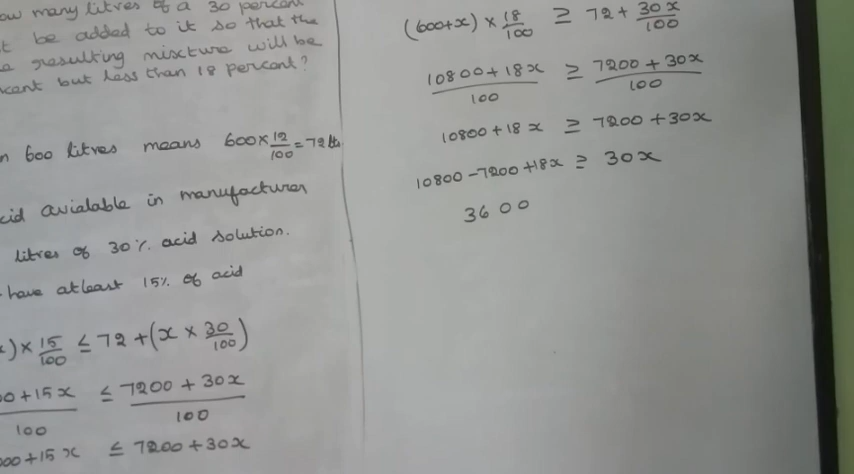 ow many litres of a 30 percent
t be added to it so that the
e resulting mixture will be
cent but less than 18 percent?
n 600 litres means 600 × 12/100 = 72 lt
cid avialable in manufacturer
litres of 30% acid solution.
have atleast 15% of acid
) × 15/100 ≤ 72 + (x × 30/100)
00 + 15x / 100 ≤ 7200 + 30x / 100
000 + 15x ≤ 7200 + 30x
(600+x) × 18/100 ≥ 72 + 30x/100
10800 + 18x / 100 ≥ 7200 + 30x / 100
10800 + 18x ≥ 7200 + 30x
10800 - 7200 + 18x ≥ 30x
3600